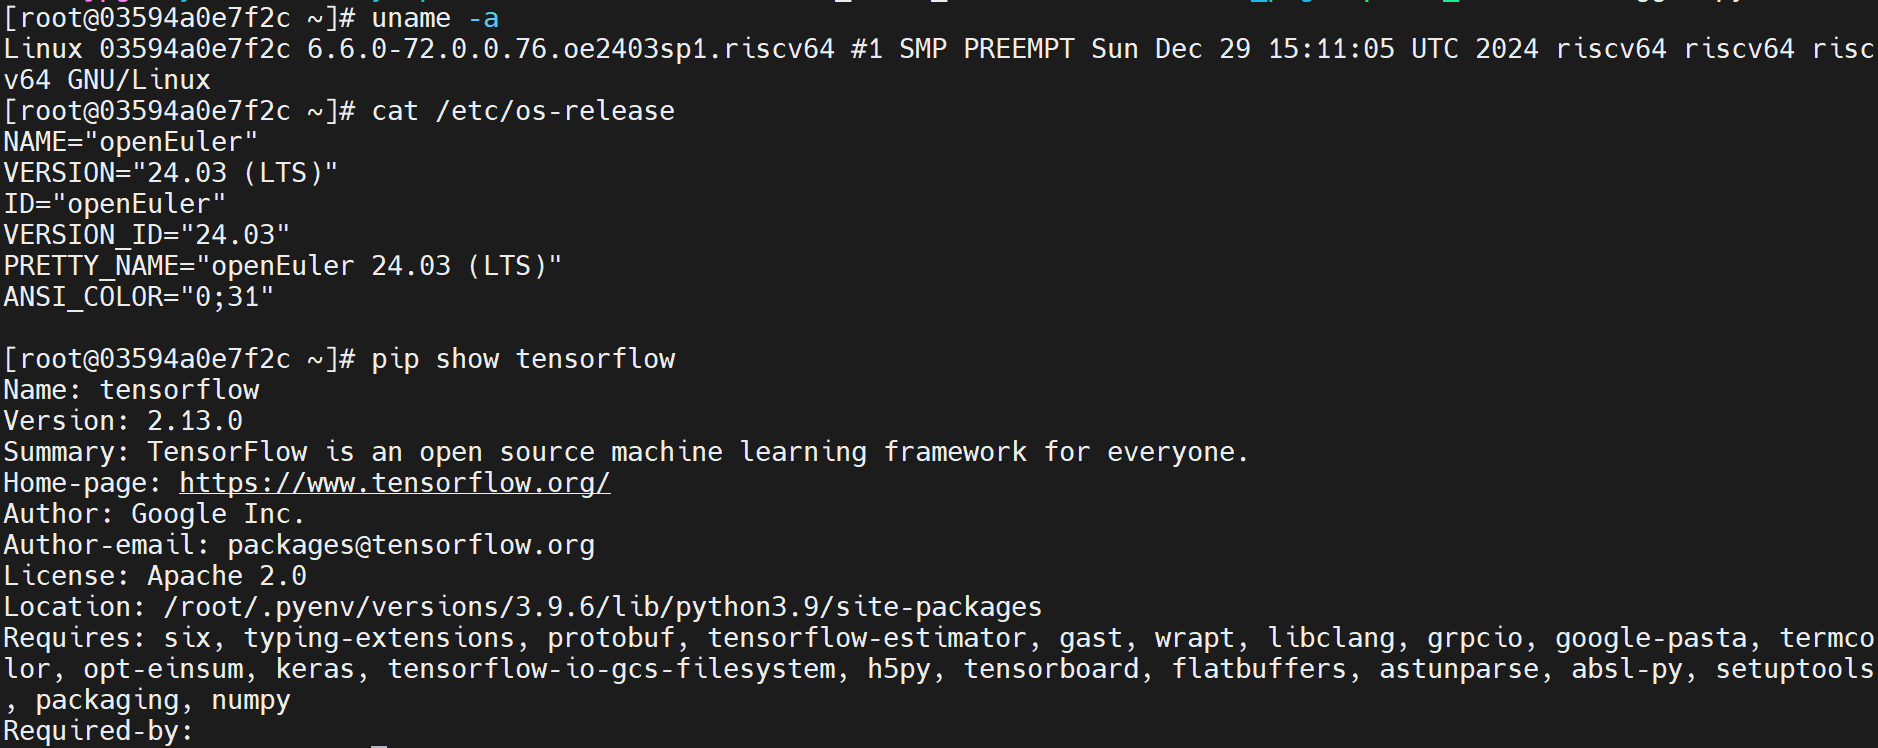 [root@03594a0e7f2c ~]# uname -a
Linux 03594a0e7f2c 6.6.0-72.0.0.76.oe2403sp1.riscv64 #1 SMP PREEMPT Sun Dec 29 15:11:05 UTC 2024 riscv64 riscv64 risc
v64 GNU/Linux
[root@03594a0e7f2c ~]# cat /etc/os-release
NAME="openEuler"
VERSION="24.03 (LTS)"
ID="openEuler"
VERSION_ID="24.03"
PRETTY_NAME="openEuler 24.03 (LTS)"
ANSI_COLOR="0;31"
[root@03594a0e7f2c ~]# pip show tensorflow
Name: tensorflow
Version: 2.13.0
Summary: TensorFlow is an open source machine learning framework for everyone.
Home-page: https://www.tensorflow.org/
Author: Google Inc.
Author-email: packages@tensorflow.org
License: Apache 2.0
Location: /root/.pyenv/versions/3.9.6/lib/python3.9/site-packages
Requires: six, typing-extensions, protobuf, tensorflow-estimator, gast, wrapt, libclang, grpcio, google-pasta, termco
lor, opt-einsum, keras, tensorflow-io-gcs-filesystem, h5py, tensorboard, flatbuffers, astunparse, absl-py, setuptools
, packaging, numpy
Required-by: